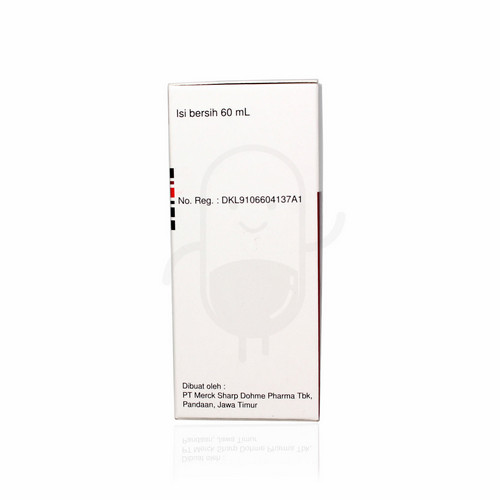 Isi bersih 60 mL
No. Reg. : DKL9106604137A1
Dibuat oleh :
PT Merck Sharp Dohme Pharma Tbk,
Pandaan, Jawa Timur